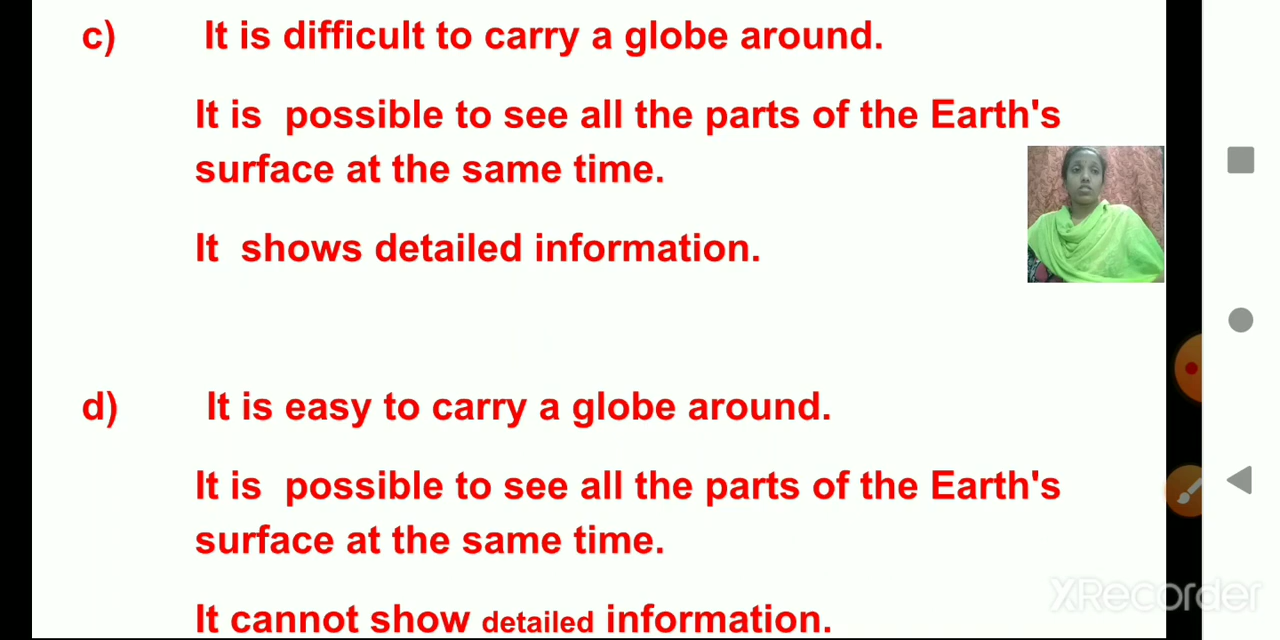 c) It is difficult to carry a globe around.
It is possible to see all the parts of the Earth's
surface at the same time.
It shows detailed information.
d) It is easy to carry a globe around.
It is possible to see all the parts of the Earth's
surface at the same time.
It cannot show detailed information.
XRecorder